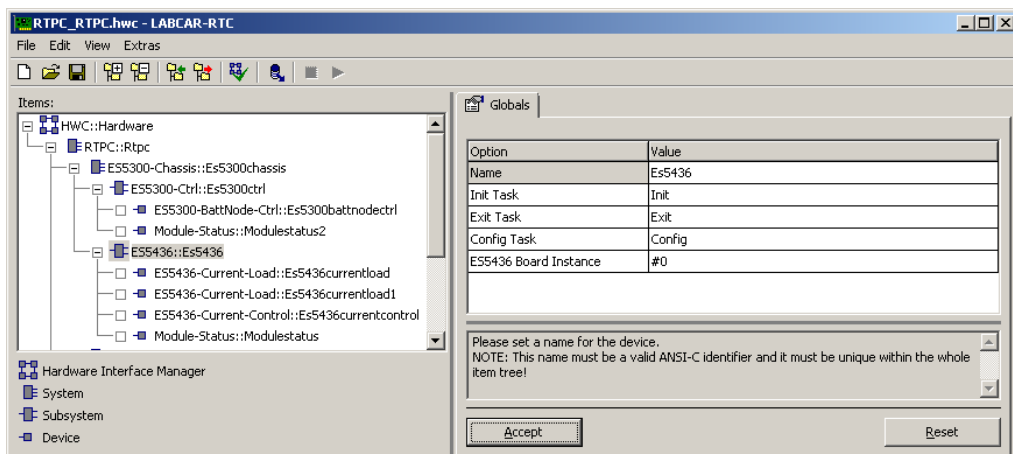 RTPC_RTPC.hwc - LABCAR-RTC
File Edit View Extras
Items:
HWC::Hardware
RTPC::Rtpc
ES5300-Chassis::Es5300chassis
ES5300-Ctrl::Es5300ctrl
ES5300-BattNode-Ctrl::Es5300battnodectrl
Module-Status::Modulestatus2
ES5436::Es5436
ES5436-Current-Load::Es5436currentload
ES5436-Current-Load::Es5436currentload1
ES5436-Current-Control::Es5436currentcontrol
Module-Status::Modulestatus
Hardware Interface Manager
System
Subsystem
Device
Globals
Option Value
Name Es5436
Init Task Init
Exit Task Exit
Config Task Config
ES5436 Board Instance #0
Please set a name for the device.
NOTE: This name must be a valid ANSI-C identifier and it must be unique within the whole
item tree!
Accept Reset